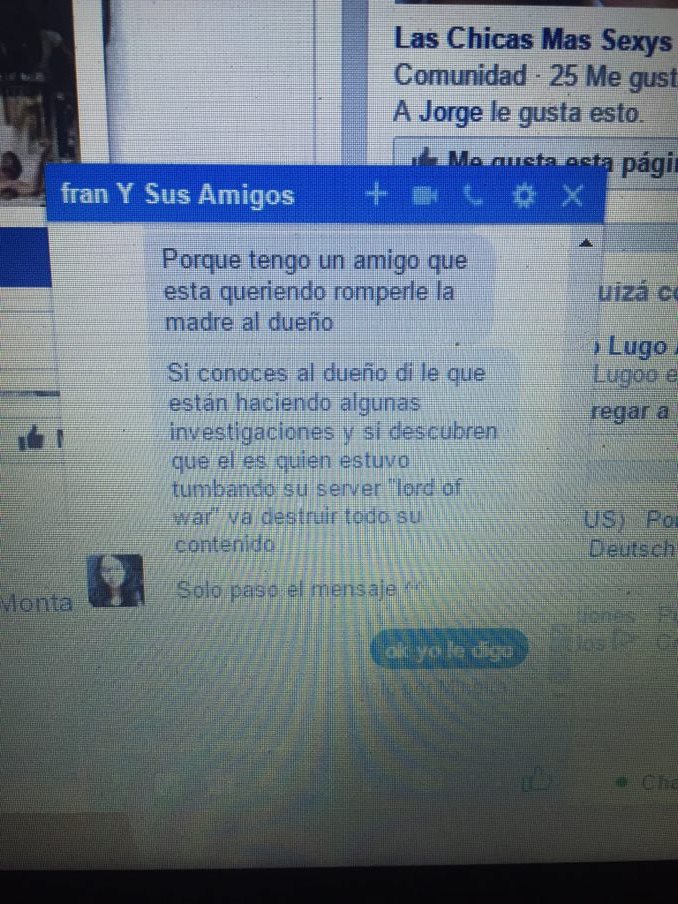 Las Chicas Mas Sexys
Comunidad · 25 Me gust
A Jorge le gusta esto.
Me gusta esta pági
fran Y Sus Amigos
Porque tengo un amigo que
esta queriendo romperle la
madre al dueño
Si conoces al dueño di le que
están haciendo algunas
investigaciones y si descubren
que el es quien estuvo
tumbando su server "lord of
war" va destruir todo su
contenido
Solo paso el mensaje ^^
ok yo le digo
uizá c
Lugo
Lugoo e
regar a
US) Po
Deutsch
Monta
Cha